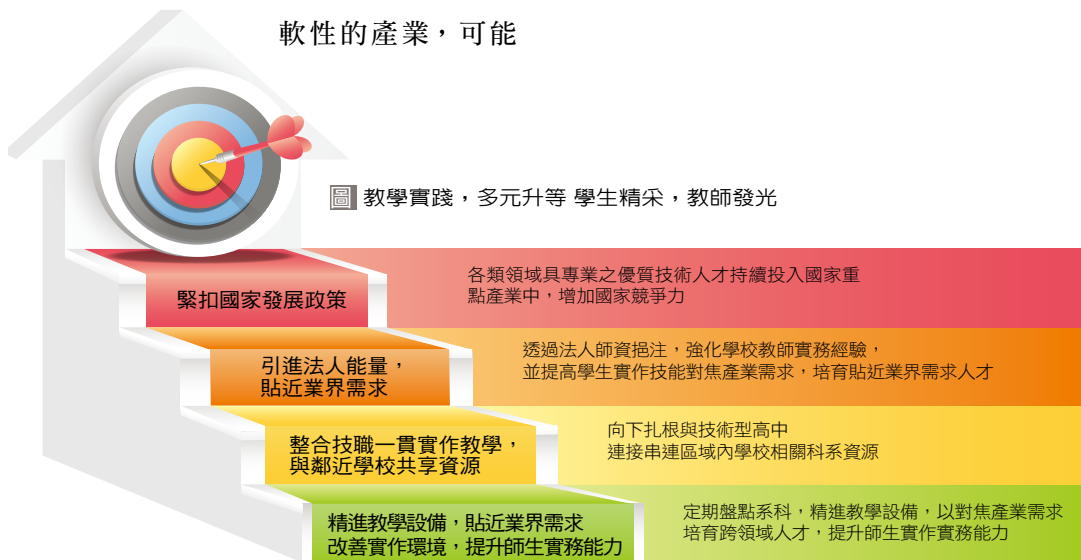 軟性的產業，可能
圖 教學實踐，多元升等 學生精采，教師發光
緊扣國家發展政策
各類領域具專業之優質技術人才持續投入國家重
點產業中，增加國家競爭力
引進法人能量，
貼近業界需求
透過法人師資挹注，強化學校教師實務經驗，
並提高學生實作技能對焦產業需求，培育貼近業界需求人才
整合技職一貫實作教學，
與鄰近學校共享資源
向下扎根與技術型高中
連接串連區域內學校相關科系資源
精進教學設備，貼近業界需求
改善實作環境，提升師生實務能力
定期盤點系科，精進教學設備，以對焦產業需求
培育跨領域人才，提升師生實作實務能力